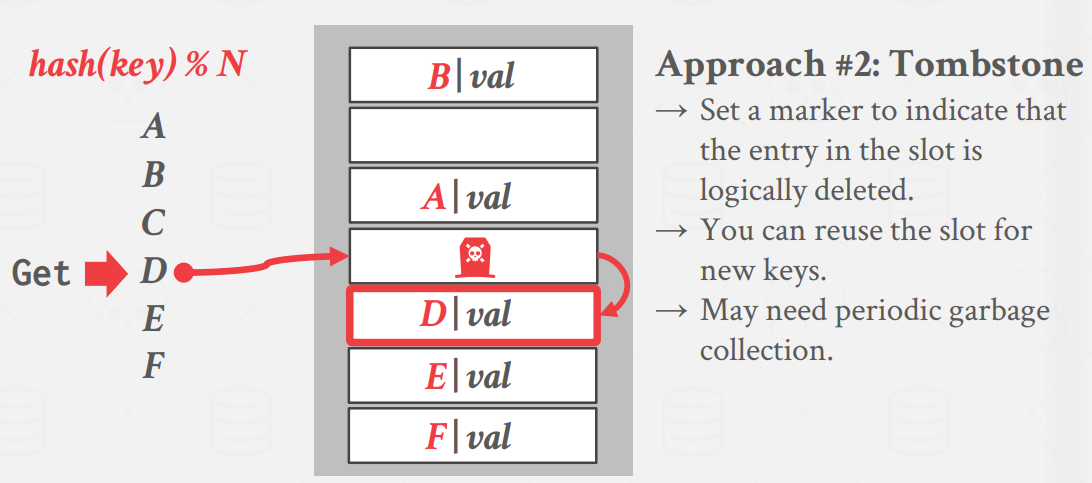 hash(key) % N
A
B
C
Get D
E
F
B|val
A|val
D|val
E|val
F|val
Approach #2: Tombstone
→ Set a marker to indicate that
the entry in the slot is
logically deleted.
→ You can reuse the slot for
new keys.
→ May need periodic garbage
collection.